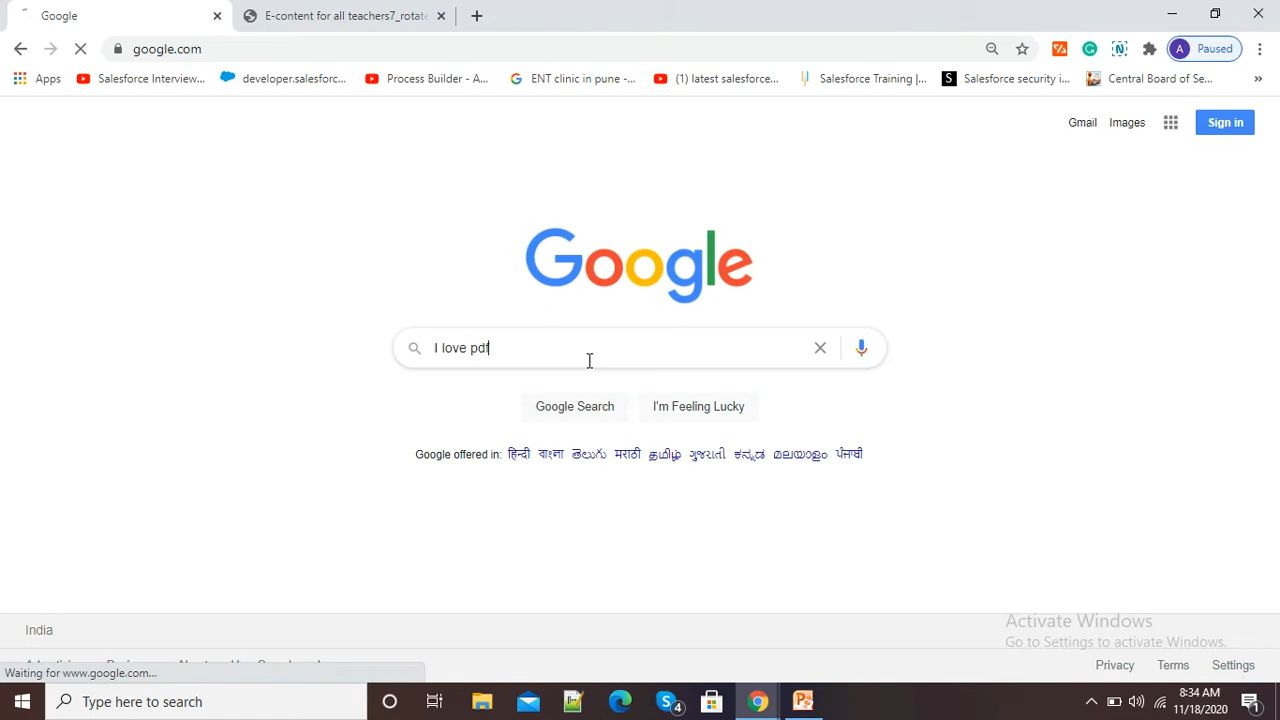 Google
E-content for all teachers7_rotate
google.com
Paused
A
Apps
Salesforce Interview...
developer.salesforc...
Process Builder - A...
ENT clinic in pune -...
(1) latest salesforce...
Salesforce Training |...
Salesforce security i...
Central Board of Se...
»
Gmail
Images
Sign in
Google
I love pdf
Google Search
I'm Feeling Lucky
Google offered in: हिन्दी বাংলা తెలుగు मराठी தமிழ் ગુજરાતી ಕನ್ನಡ മലയാളം ਪੰਜਾਬੀ
Activate Windows
Go to Settings to activate Windows.
India
Privacy
Terms
Settings
Waiting for www.google.com...
Type here to search
4
8:34 AM
11/18/2020
1